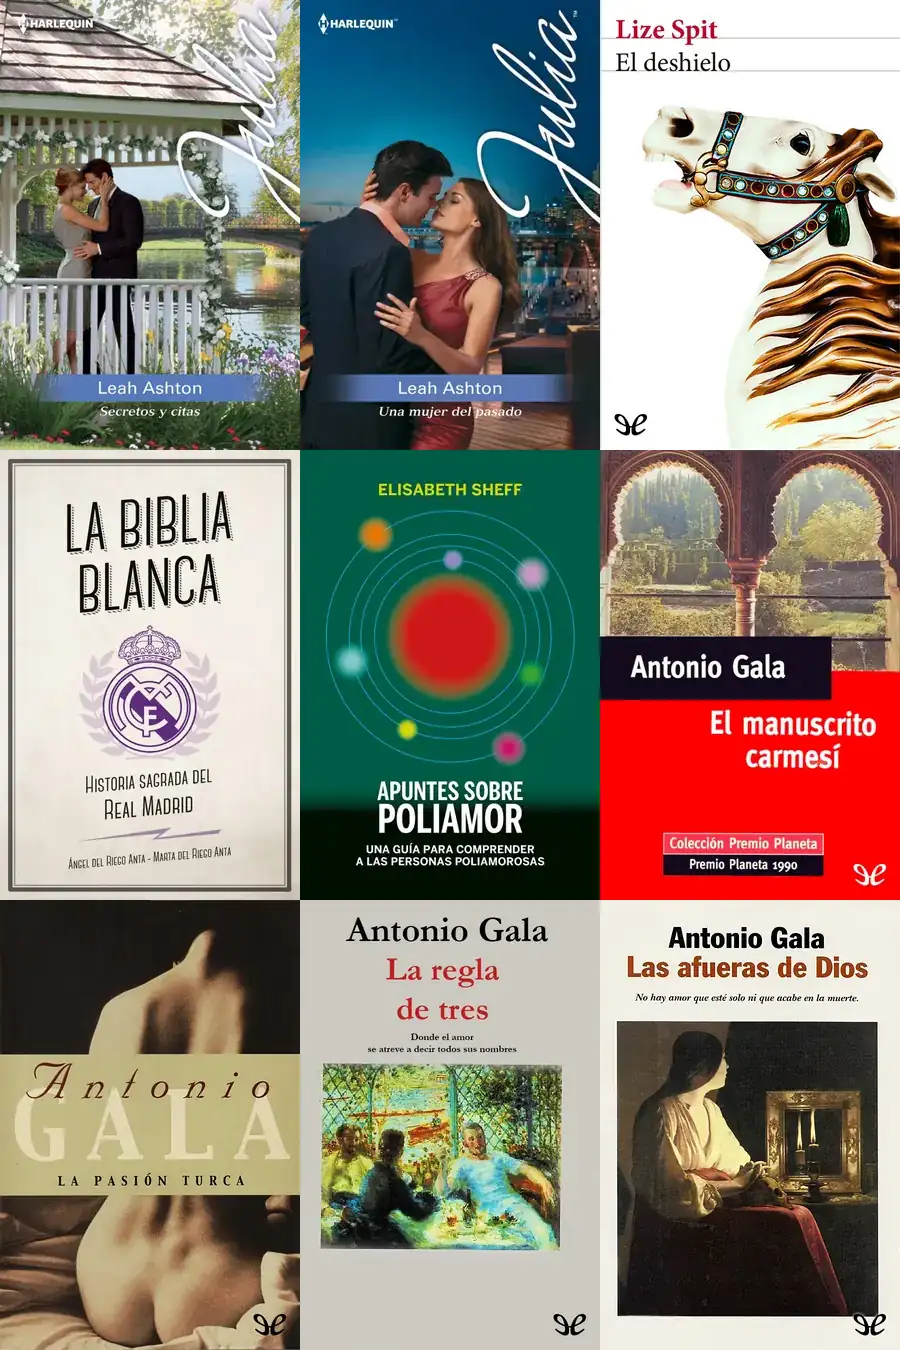 HARLEQUIN
Julia
Leah Ashton
Secretos y citas
HARLEQUIN™
Julia™
Leah Ashton
Una mujer del pasado
Lize Spit
El deshielo
LA BIBLIA
BLANCA
HISTORIA SAGRADA DEL
REAL MADRID
ÁNGEL DEL RIEGO ANTA - MARTA DEL RIEGO ANTA
ELISABETH SHEFF
APUNTES SOBRE
POLIAMOR
UNA GUÍA PARA COMPRENDER
A LAS PERSONAS POLIAMOROSAS
Antonio Gala
El manuscrito
carmesí
Colección Premio Planeta
Premio Planeta 1990
Antonio
GALA
LA PASIÓN TURCA
Antonio Gala
La regla
de tres
Donde el amor
se atreve a decir todos sus nombres
Antonio Gala
Las afueras de Dios
No hay amor que esté solo ni que acabe en la muerte.